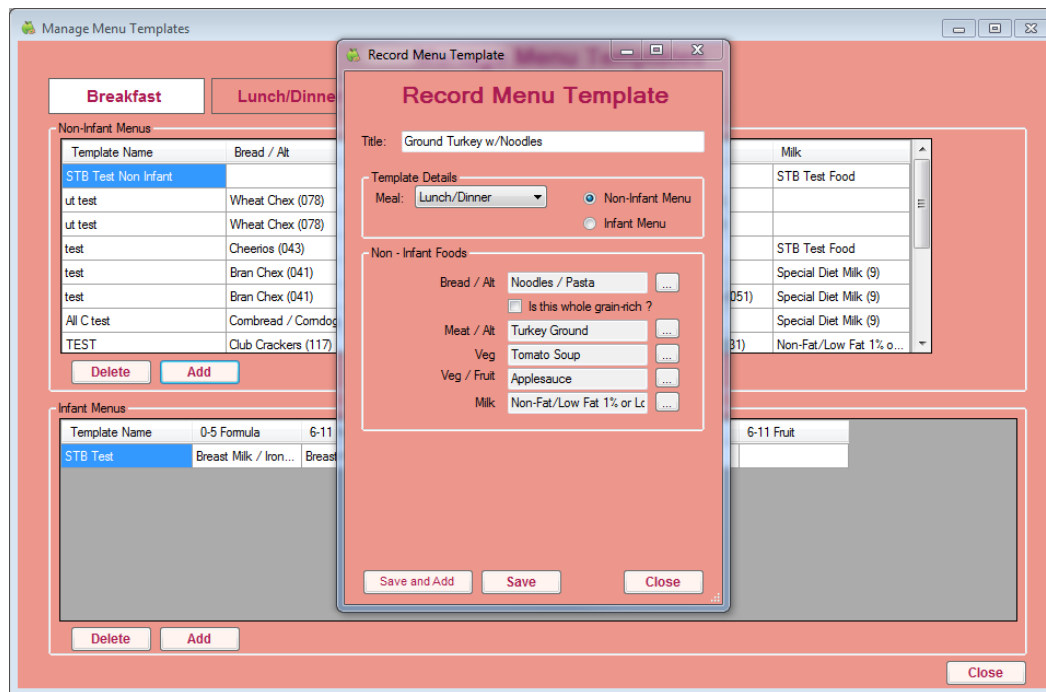 Manage Menu Templates
Breakfast
Lunch/Dinne
Non-Infant Menus
Template Name Bread / Alt Milk
STB Test Non Infant STB Test Food
ut test Wheat Chex (078)
ut test Wheat Chex (078)
test Cheerios (043) STB Test Food
test Bran Chex (041) Special Diet Milk (9)
test Bran Chex (041) 051) Special Diet Milk (9)
All C test Cornbread / Corndog Special Diet Milk (9)
TEST Club Crackers (117) 31) Non-Fat/Low Fat 1% o...
Delete Add
Infant Menus
Template Name 0-5 Formula 6-11 6-11 Fruit
STB Test Breast Milk / Iron... Breast
Delete Add
Close
Record Menu Template
Record Menu Template
Title: Ground Turkey w/Noodles
Template Details
Meal: Lunch/Dinner Non-Infant Menu
Infant Menu
Non - Infant Foods
Bread / Alt Noodles / Pasta ...
Is this whole grain-rich ?
Meat / Alt Turkey Ground ...
Veg Tomato Soup ...
Veg / Fruit Applesauce ...
Milk Non-Fat/Low Fat 1% or Lo ...
Save and Add Save Close